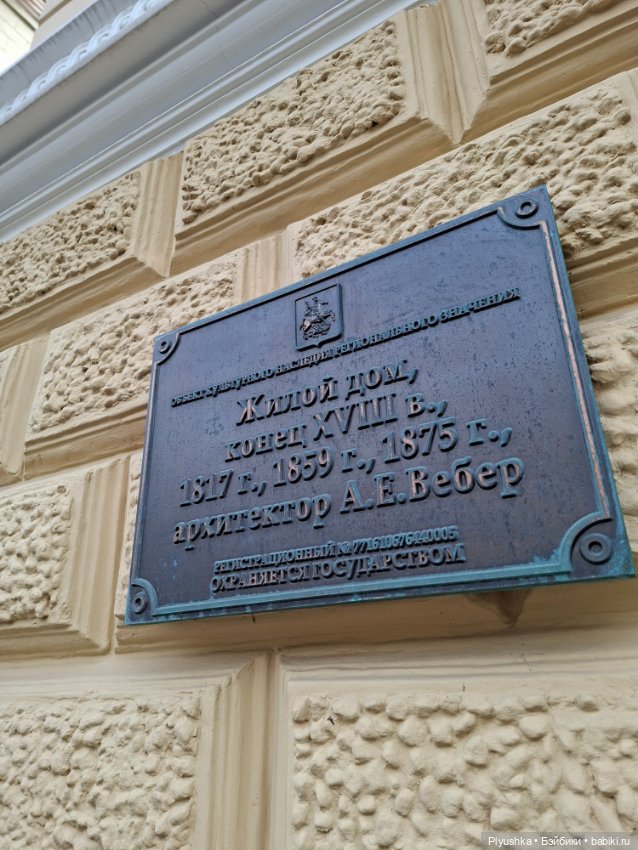 ОБЪЕКТ КУЛЬТУРНОГО НАСЛЕДИЯ РЕГИОНАЛЬНОГО ЗНАЧЕНИЯ
Жилой дом,
конец XVIII в.,
1817 г., 1859 г., 1875 г.,
архитектор А.Е.Вебер
РЕГИСТРАЦИОННЫЙ № 771610676240005
ОХРАНЯЕТСЯ ГОСУДАРСТВОМ
Plyushka • Бэйбики • babiki.ru